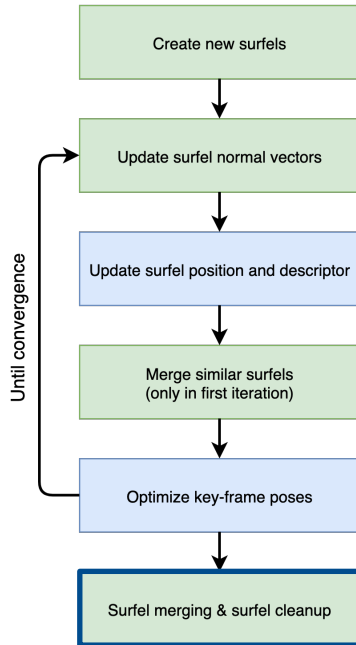 Create new surfels
Update surfel normal vectors
Until convergence
Update surfel position and descriptor
Merge similar surfels
(only in first iteration)
Optimize key-frame poses
Surfel merging & surfel cleanup